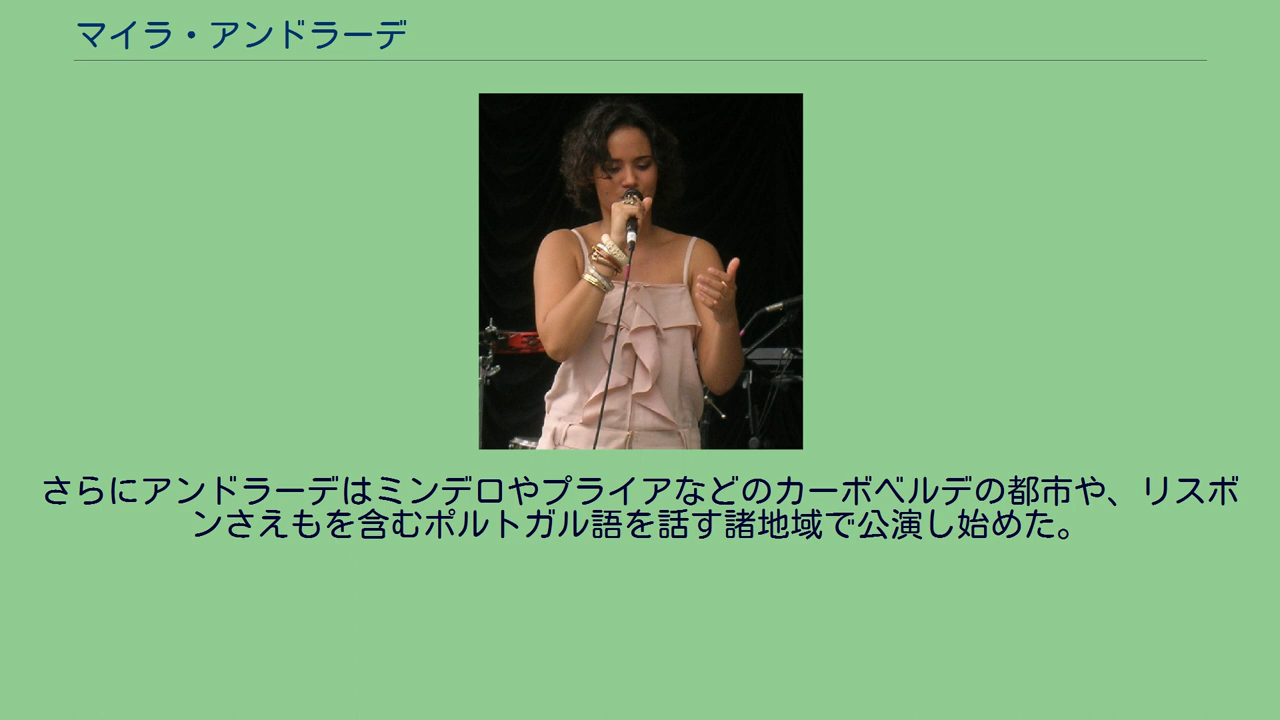 マイラ・アンドラーデ
さらにアンドラーデはミンデロやプライアなどのカーボベルデの都市や、リスボ
ンさえもを含むポルトガル語を話す諸地域で公演し始めた。